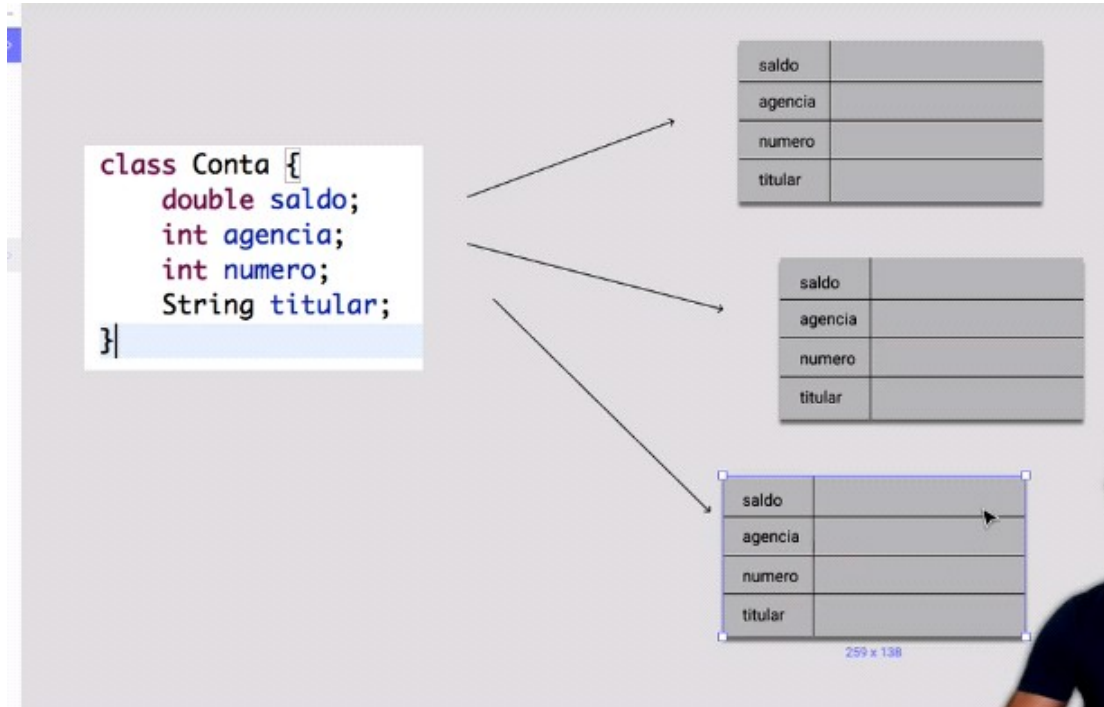 class Conta {
double saldo;
int agencia;
int numero;
String titular;
}
saldo
agencia
numero
titular
saldo
agencia
numero
titular
saldo
agencia
numero
titular
259 x 138